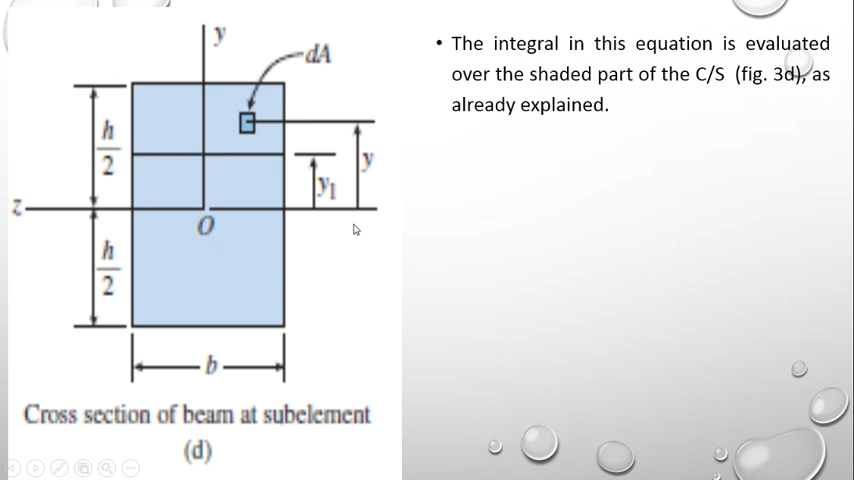 y
dA
h
2
y
y1
z
O
h
2
b
Cross section of beam at subelement
(d)
• The integral in this equation is evaluated
over the shaded part of the C/S (fig. 3d), as
already explained.